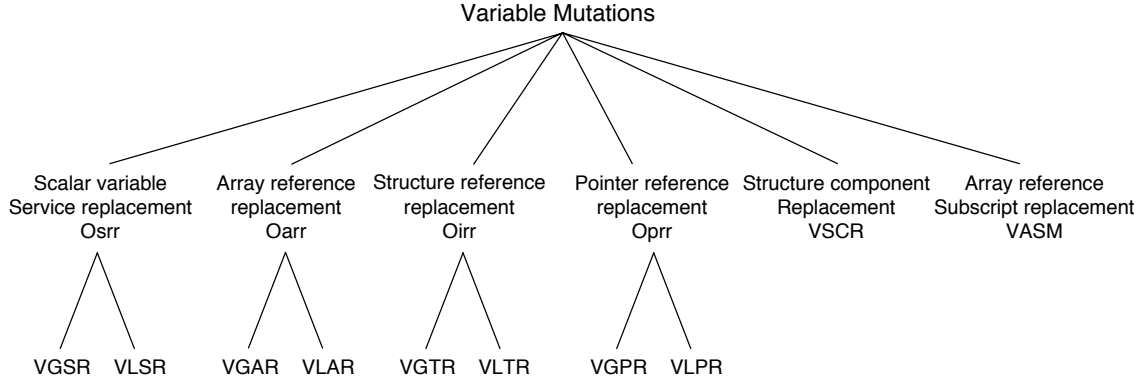 Variable Mutations
Scalar variable
Service replacement
Osrr
Array reference
replacement
Oarr
Structure reference
replacement
Oirr
Pointer reference
replacement
Oprr
Structure component
Replacement
VSCR
Array reference
Subscript replacement
VASM
VGSR VLSR VGAR VLAR VGTR VLTR VGPR VLPR